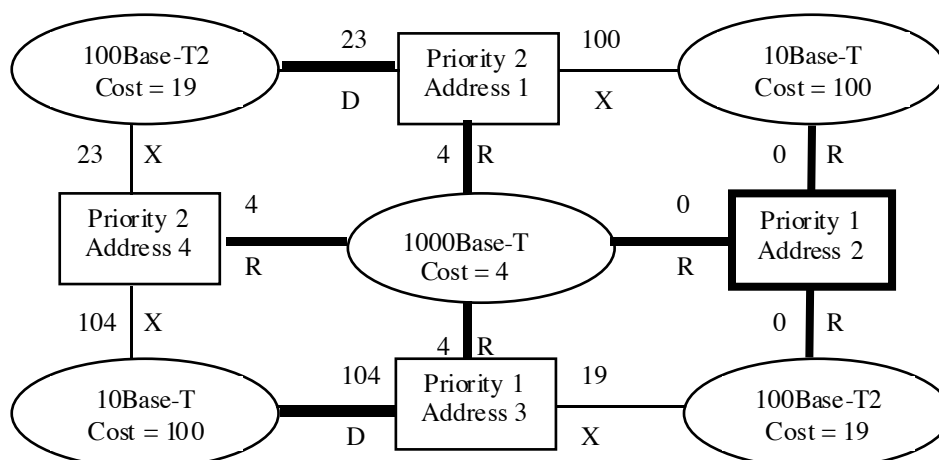 23
100
100Base-T2
Cost = 19
Priority 2
Address 1
10Base-T
Cost = 100
D
X
23 X
4 R
0 R
4
0
Priority 2
Address 4
1000Base-T
Cost = 4
Priority 1
Address 2
R
R
104 X
4 R
0 R
104
19
10Base-T
Cost = 100
Priority 1
Address 3
100Base-T2
Cost = 19
D
X